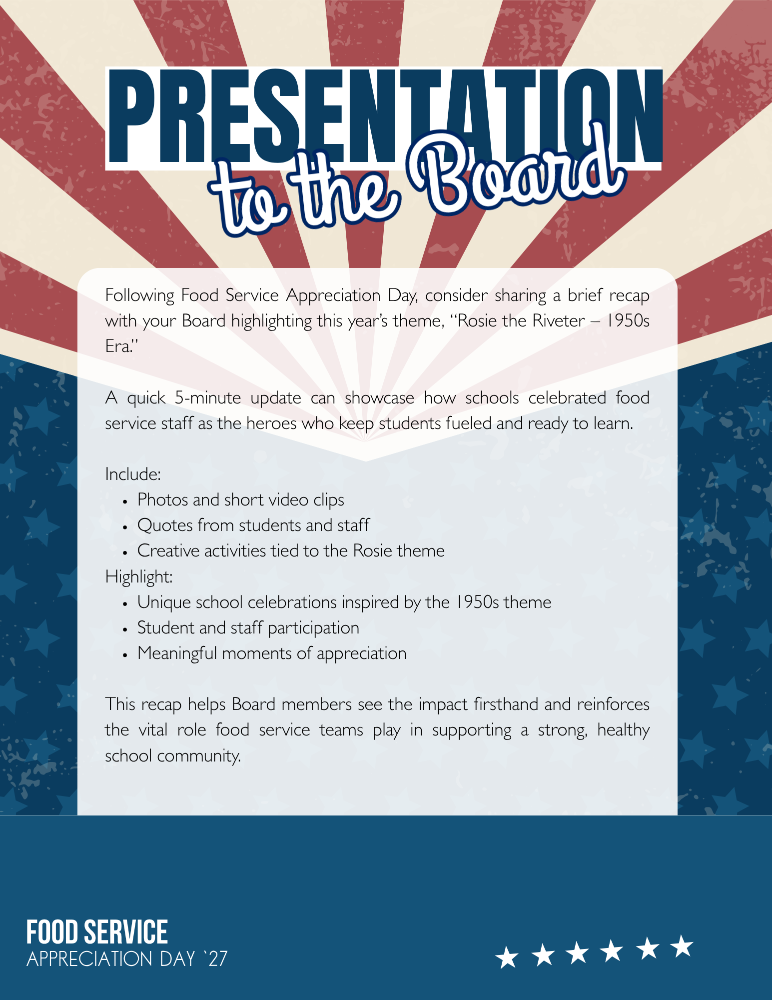 PRESENTATION
to the Board
Following Food Service Appreciation Day, consider sharing a brief recap
with your Board highlighting this year’s theme, “Rosie the Riveter – 1950s
Era.”
A quick 5-minute update can showcase how schools celebrated food
service staff as the heroes who keep students fueled and ready to learn.
Include:
• Photos and short video clips
• Quotes from students and staff
• Creative activities tied to the Rosie theme
Highlight:
• Unique school celebrations inspired by the 1950s theme
• Student and staff participation
• Meaningful moments of appreciation
This recap helps Board members see the impact firsthand and reinforces
the vital role food service teams play in supporting a strong, healthy
school community.
FOOD SERVICE
APPRECIATION DAY ‘27